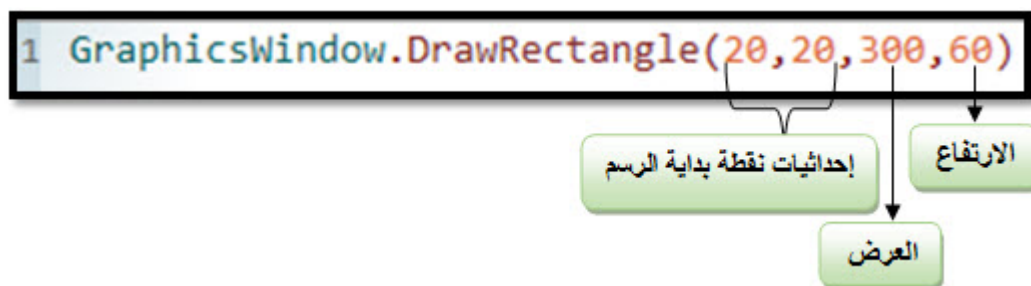 1 GraphicsWindow.DrawRectangle(20,20,300,60)
الارتفاع
إحداثيات نقطة بداية الرسم
العرض